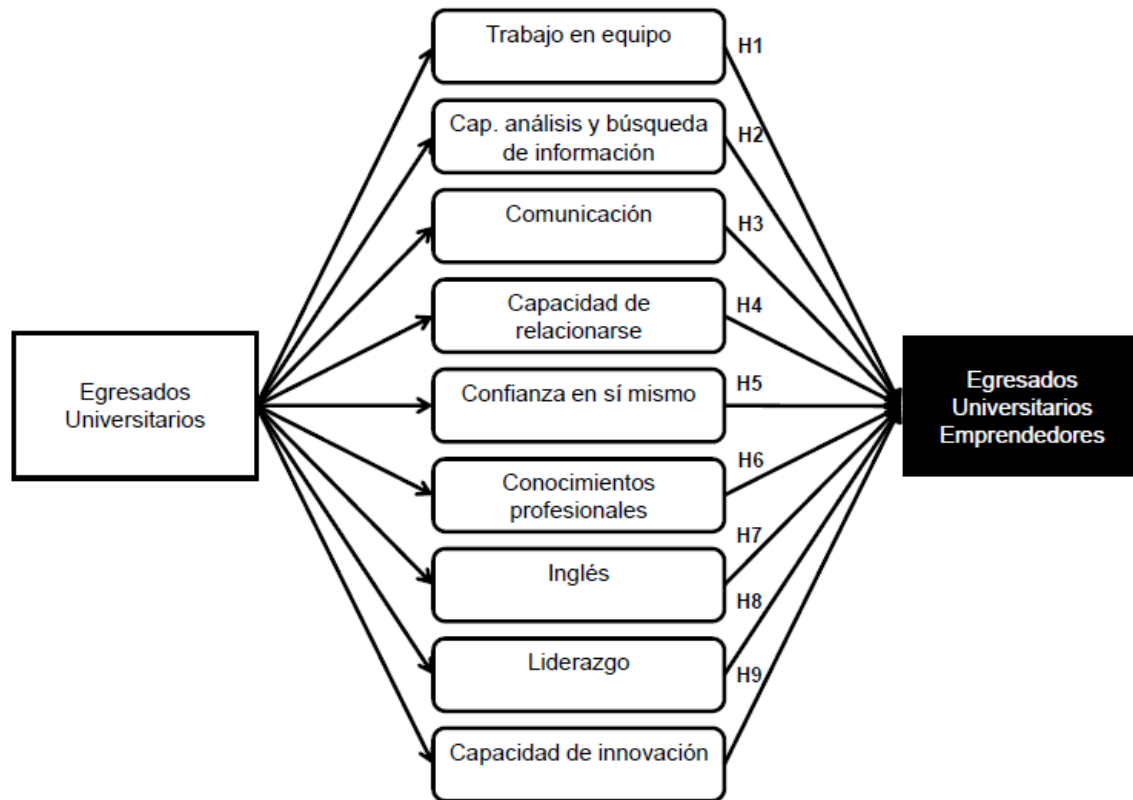 Trabajo en equipo
H1
Cap. análisis y búsqueda
de información
H2
Comunicación
H3
Capacidad de
relacionarse
H4
Egresados
Universitarios
Confianza en sí mismo
H5
Egresados
Universitarios
Emprendedores
Conocimientos
profesionales
H6
Inglés
H7
Liderazgo
H8
Capacidad de innovación
H9